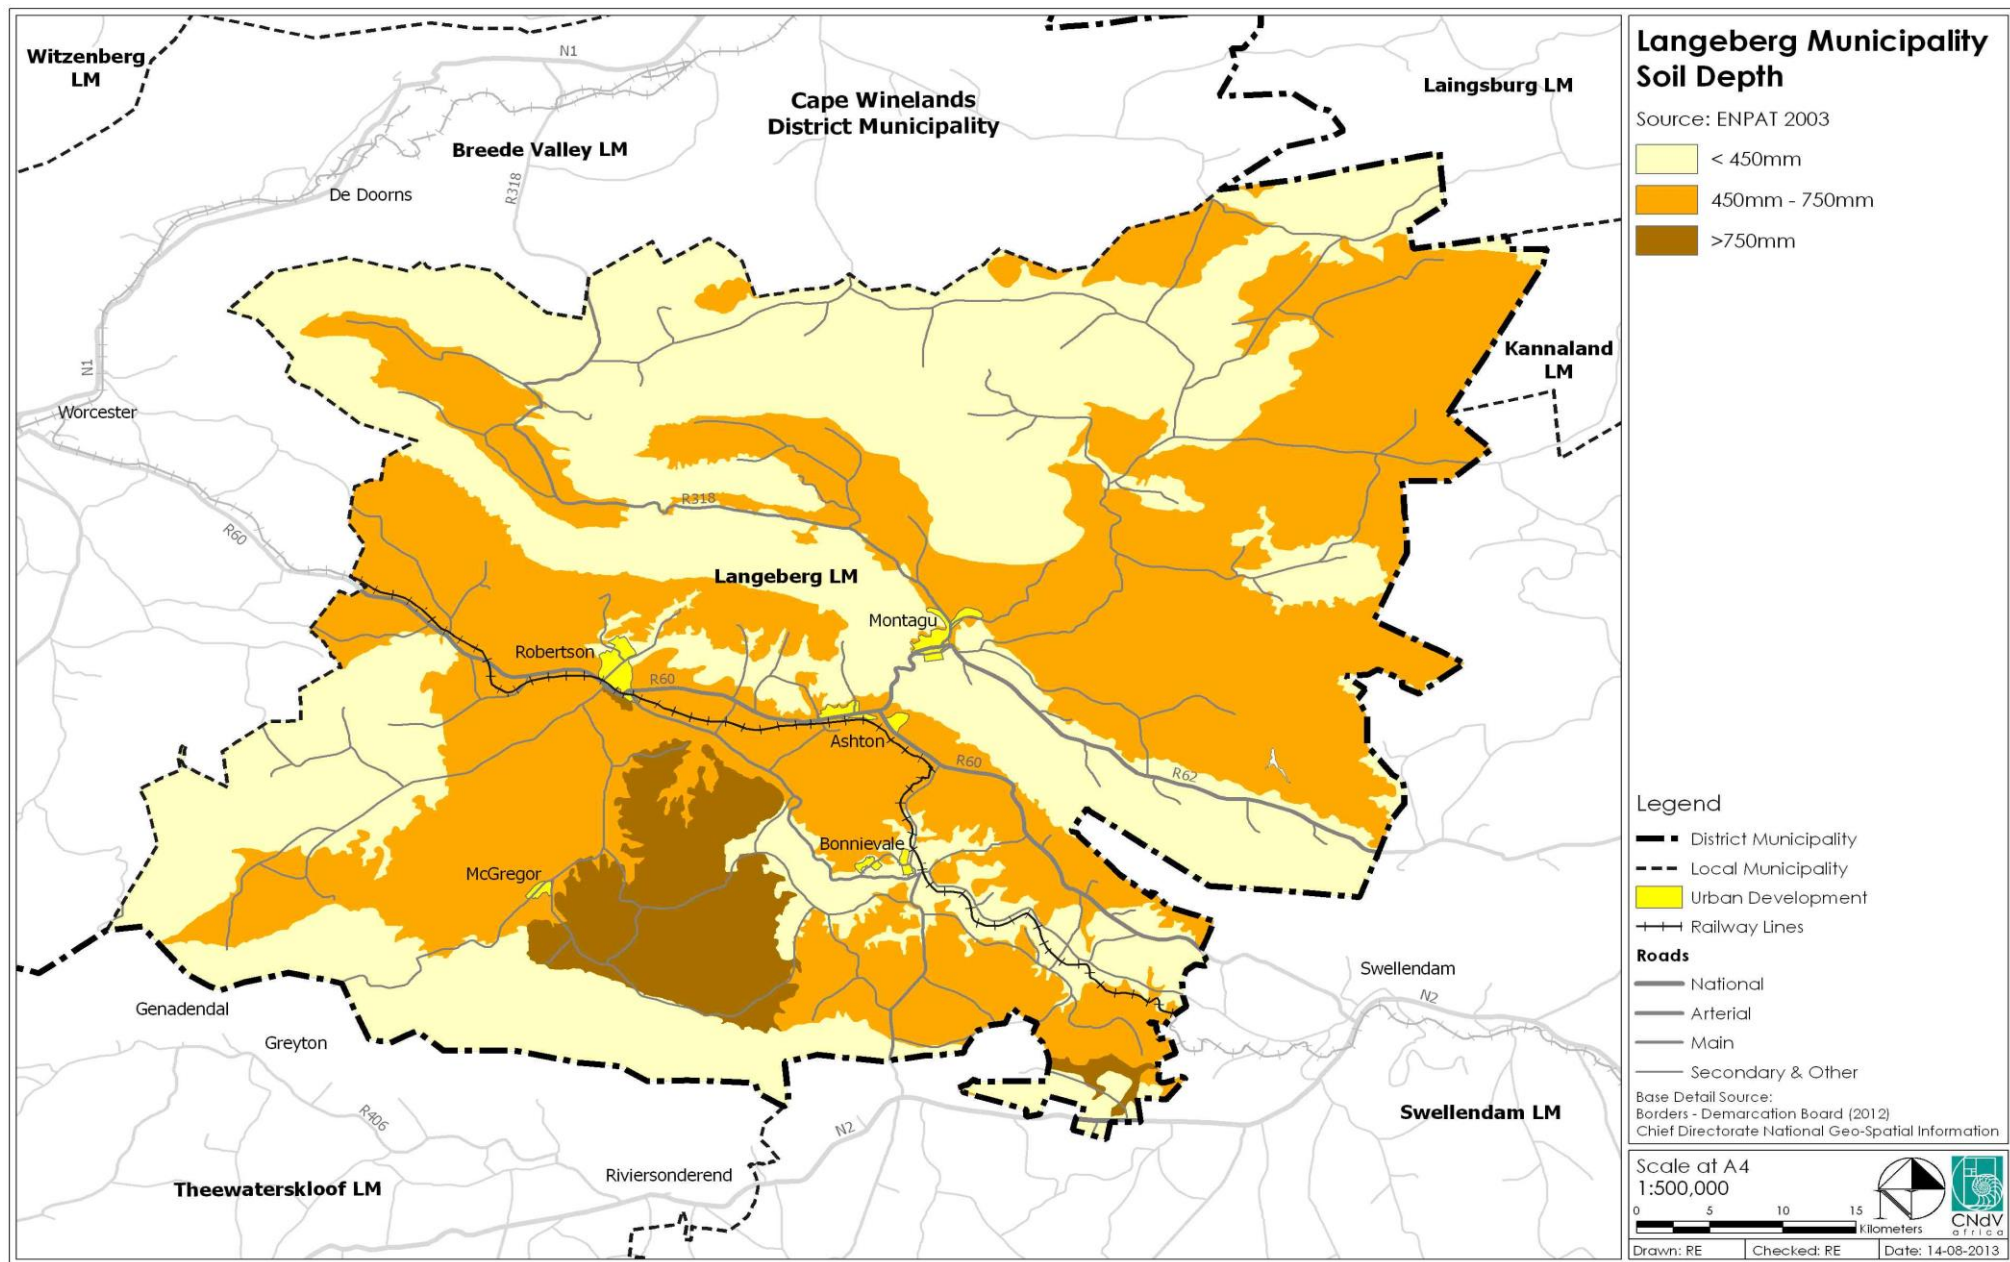 Witzenberg
LM
N1
Cape Winelands
District Municipality
Laingsburg LM
Breede Valley LM
De Doorns
R318
N1
Kannaland
LM
Worcester
R318
R60
Langeberg LM
Montagu
Robertson
R60
Ashton
R60
R62
Bonnievale
McGregor
Swellendam
N2
Genadendal
Greyton
R406
N2
Swellendam LM
Riviersonderend
Theewaterskloof LM
Langeberg Municipality
Soil Depth
Source: ENPAT 2003
< 450mm
450mm - 750mm
>750mm
Legend
District Municipality
Local Municipality
Urban Development
Railway Lines
Roads
National
Arterial
Main
Secondary & Other
Base Detail Source:
Borders - Demarcation Board (2012)
Chief Directorate National Geo-Spatial Information
Scale at A4
1:500,000
0 5 10 15
Kilometers
CNdV
africa
Drawn: RE
Checked: RE
Date: 14-08-2013